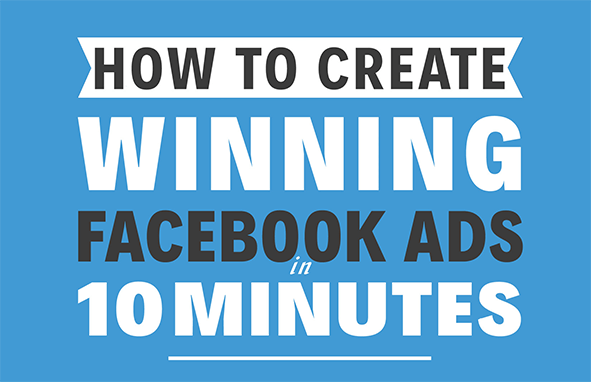 HOW TO CREATE
WINNING
FACEBOOK ADS
in
10 MINUTES